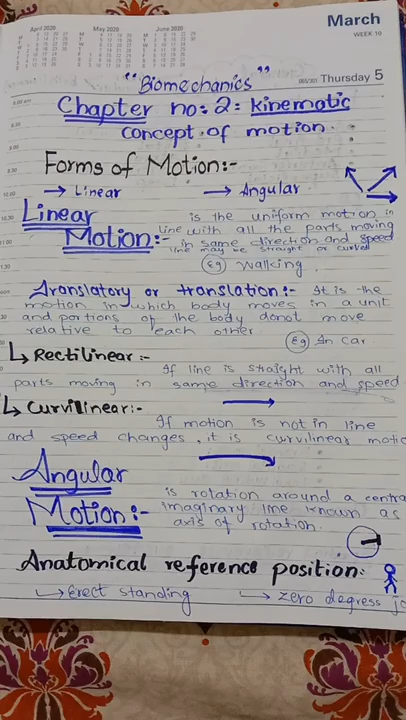 March
WEEK 10
April 2020
May 2020
June 2020
Thursday 5
"Biomechanics"
Chapter no: 2: kinematic
concept of motion.
Forms of Motion:-
→ Linear → Angular
Linear
Motion:-
is the uniform motion in
line with all the parts moving
in same direction and speed
line may be straight or curved
Eg walking.
Translatory or translation:- It is the
motion in which body moves in a unit
and portions of the body donot move
relative to each other
Eg In car
↳ Rectilinear:-
If line is straight with all
parts moving in same direction and speed
↳ Curvilinear:-
If motion is not in line
and speed changes, it is curvilinear motio
Angular
Motion:-
is rotation around a centra
imaginary line known as
axis of rotation.
Anatomical reference position:
↳ Erect standing ↳ zero degress jo